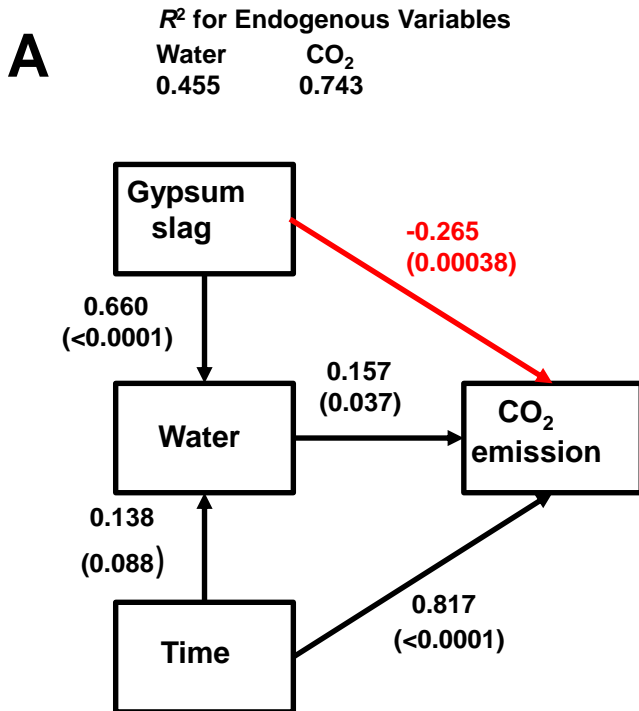 A
R² for Endogenous Variables
Water CO₂
0.455 0.743
Gypsum
slag
-0.265
(0.00038)
0.660
(<0.0001)
0.157
(0.037)
Water
CO₂
emission
0.138
(0.088)
0.817
(<0.0001)
Time